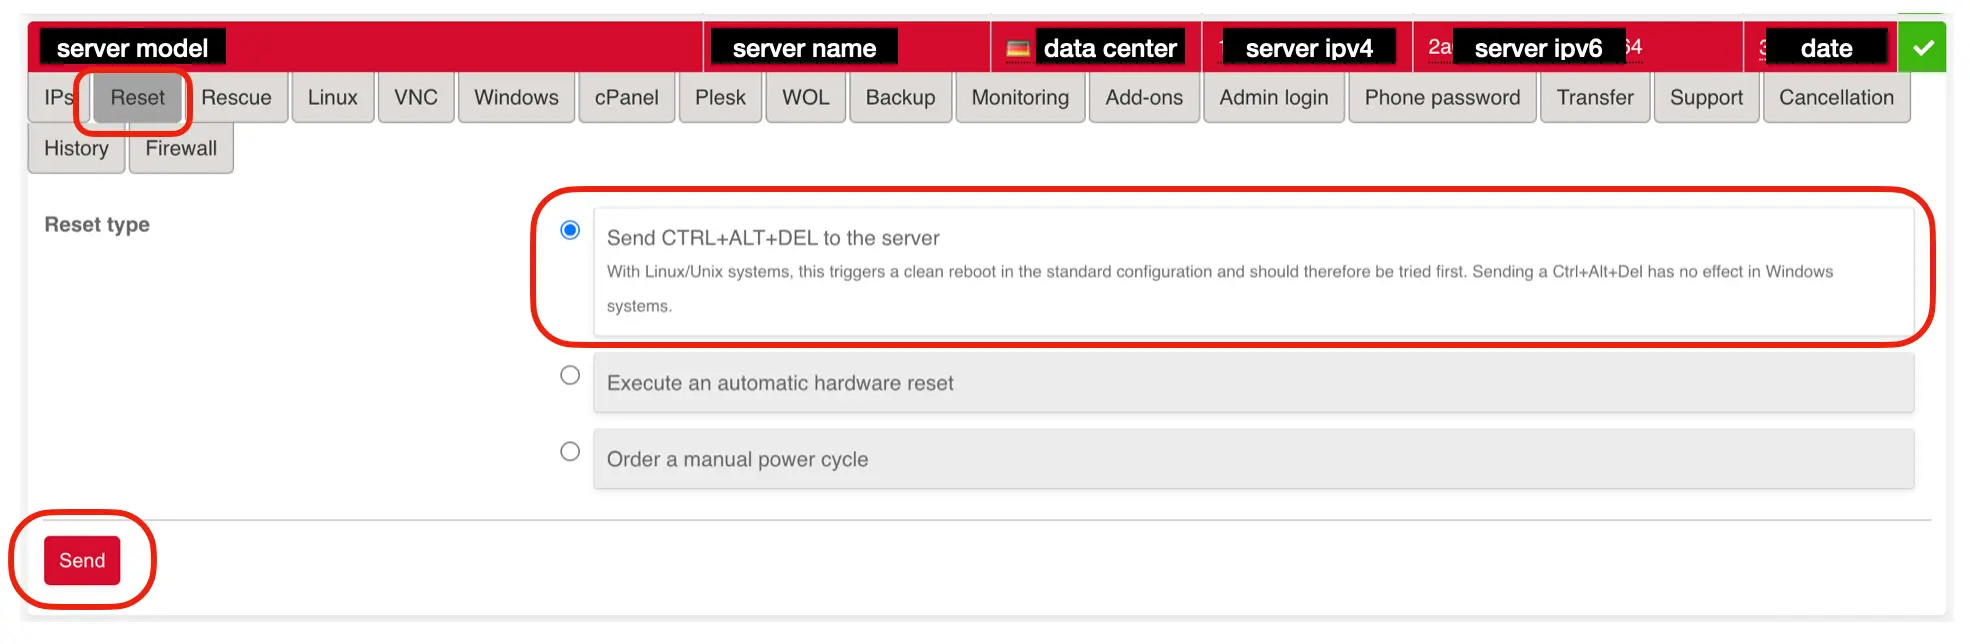 server model server name data center server ipv4 2a server ipv6 64 date
IPs Reset Rescue Linux VNC Windows cPanel Plesk WOL Backup Monitoring Add-ons Admin login Phone password Transfer Support Cancellation
History Firewall
Reset type
Send CTRL+ALT+DEL to the server
With Linux/Unix systems, this triggers a clean reboot in the standard configuration and should therefore be tried first. Sending a Ctrl+Alt+Del has no effect in Windows
systems.
Execute an automatic hardware reset
Order a manual power cycle
Send